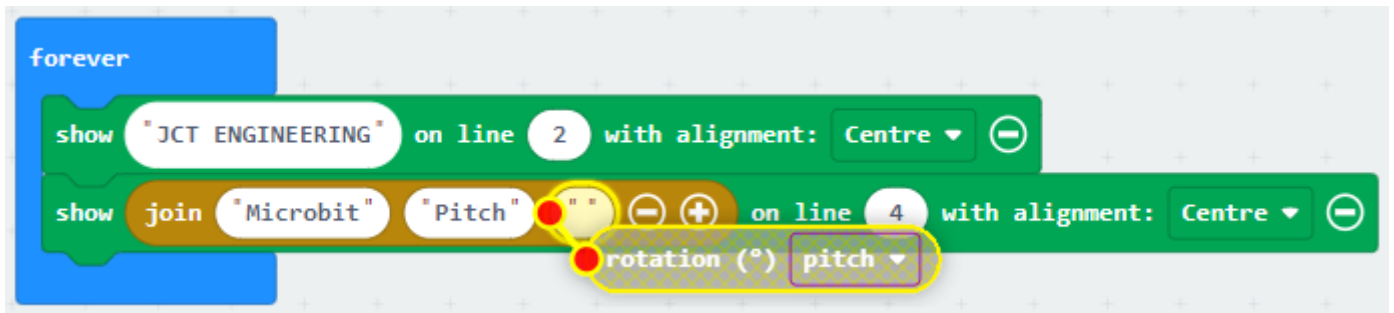 forever
show "JCT ENGINEERING" on line 2 with alignment: Centre
show join "Microbit" "Pitch" " " on line 4 with alignment: Centre
rotation (°) pitch